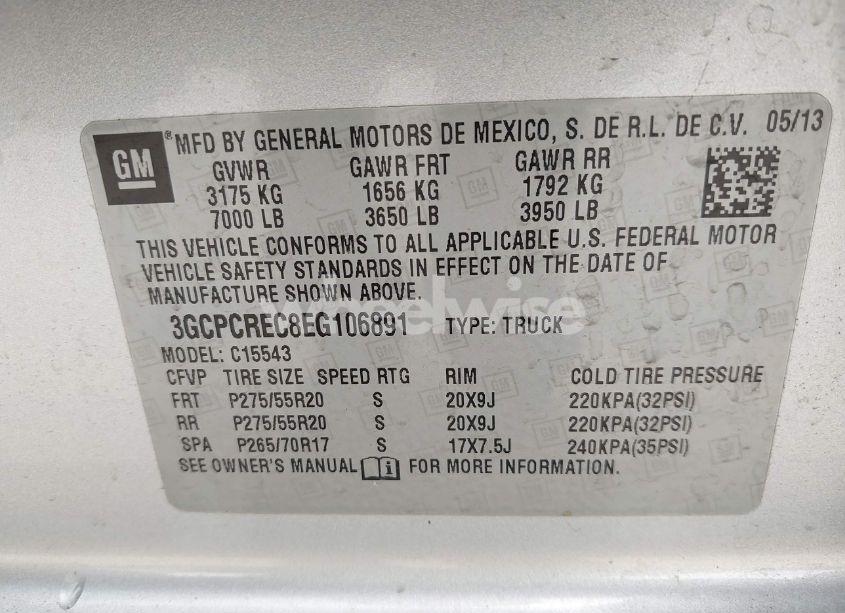 GM ® MFD BY GENERAL MOTORS DE MEXICO, S. DE R.L. DE C.V. 05/13
GVWR GAWR FRT GAWR RR
3175 KG 1656 KG 1792 KG
7000 LB 3650 LB 3950 LB
THIS VEHICLE CONFORMS TO ALL APPLICABLE U.S. FEDERAL MOTOR
VEHICLE SAFETY STANDARDS IN EFFECT ON THE DATE OF
MANUFACTURE SHOWN ABOVE.
wheelwise
3GCPCREC8EG106891 TYPE: TRUCK
MODEL: C15543
CFVP TIRE SIZE SPEED RTG RIM COLD TIRE PRESSURE
FRT P275/55R20 S 20X9J 220KPA(32PSI)
RR P275/55R20 S 20X9J 220KPA(32PSI)
SPA P265/70R17 S 17X7.5J 240KPA(35PSI)
SEE OWNER'S MANUAL i FOR MORE INFORMATION.